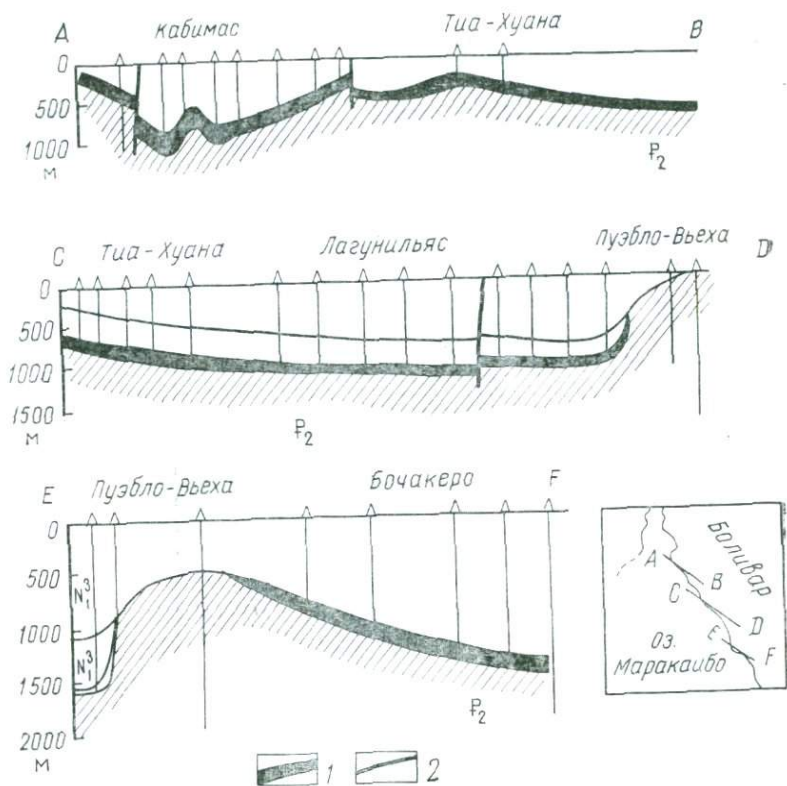 A Кабимас Тиа-Хуана B
0
500
1000
м
P₂
C Тиа-Хуана Лагунильяс Пуэбло-Вьеха D
0
500
1000
1500
м
P₂
E Пуэбло-Вьеха Бочакеро F
0
500
1000
1500
2000
м
N₁³
N₁³
P₂
A
B
C
D
E
F
Боливар
Оз.
Маракаибо
1 2